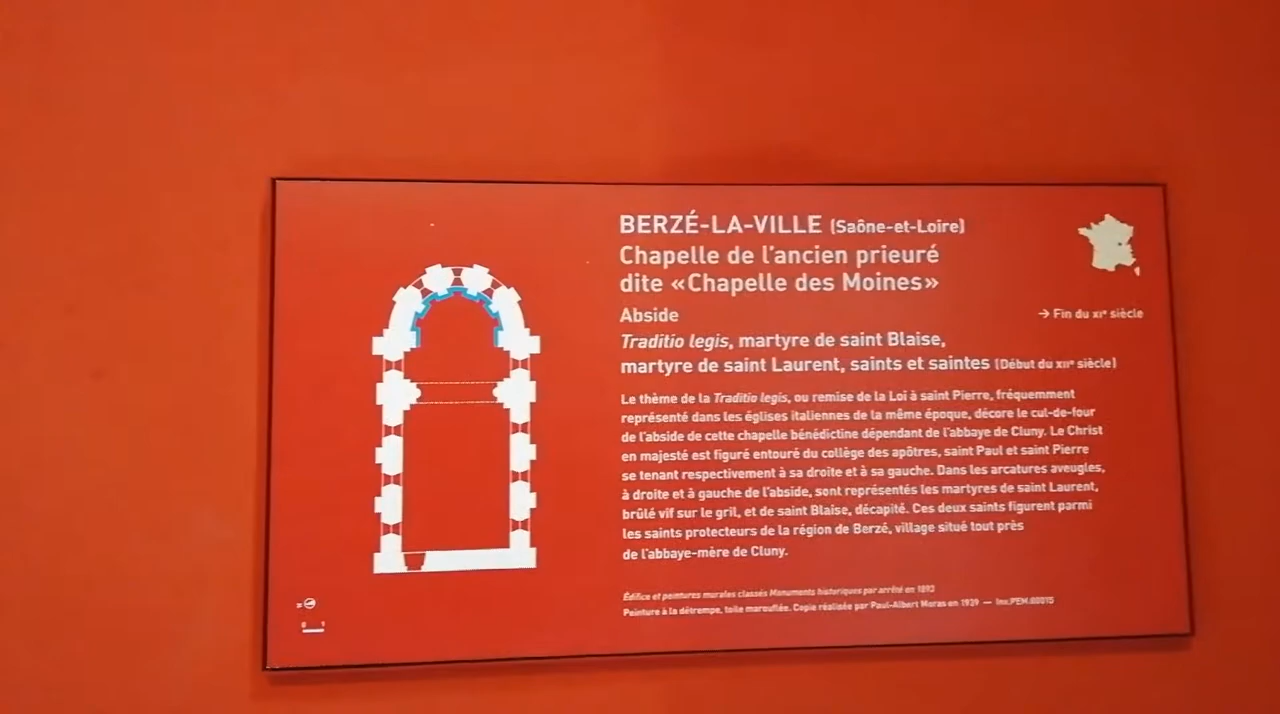 BERZÉ-LA-VILLE (Saône-et-Loire)
Chapelle de l'ancien prieuré
dite «Chapelle des Moines»
Abside
→ Fin du XIe siècle
Traditio legis, martyre de saint Blaise,
martyre de saint Laurent, saints et saintes (Début du XIIe siècle)
Le thème de la Traditio legis, ou remise de la Loi à saint Pierre, fréquemment
représenté dans les églises italiennes de la même époque, décore le cul-de-four
de l'abside de cette chapelle bénédictine dépendant de l'abbaye de Cluny. Le Christ
en majesté est figuré entouré du collège des apôtres, saint Paul et saint Pierre
se tenant respectivement à sa droite et à sa gauche. Dans les arcatures aveugles,
à droite et à gauche de l'abside, sont représentés les martyres de saint Laurent,
brûlé vif sur le gril, et de saint Blaise, décapité. Ces deux saints figurent parmi
les saints protecteurs de la région de Berzé, village situé tout près
de l'abbaye-mère de Cluny.
Édifice et peintures murales classés Monuments historiques par arrêté en 1893
Peinture à la détrempe, toile marouflée. Copie réalisée par Paul-Albert Moras en 1939 — Inv.PEM.00015